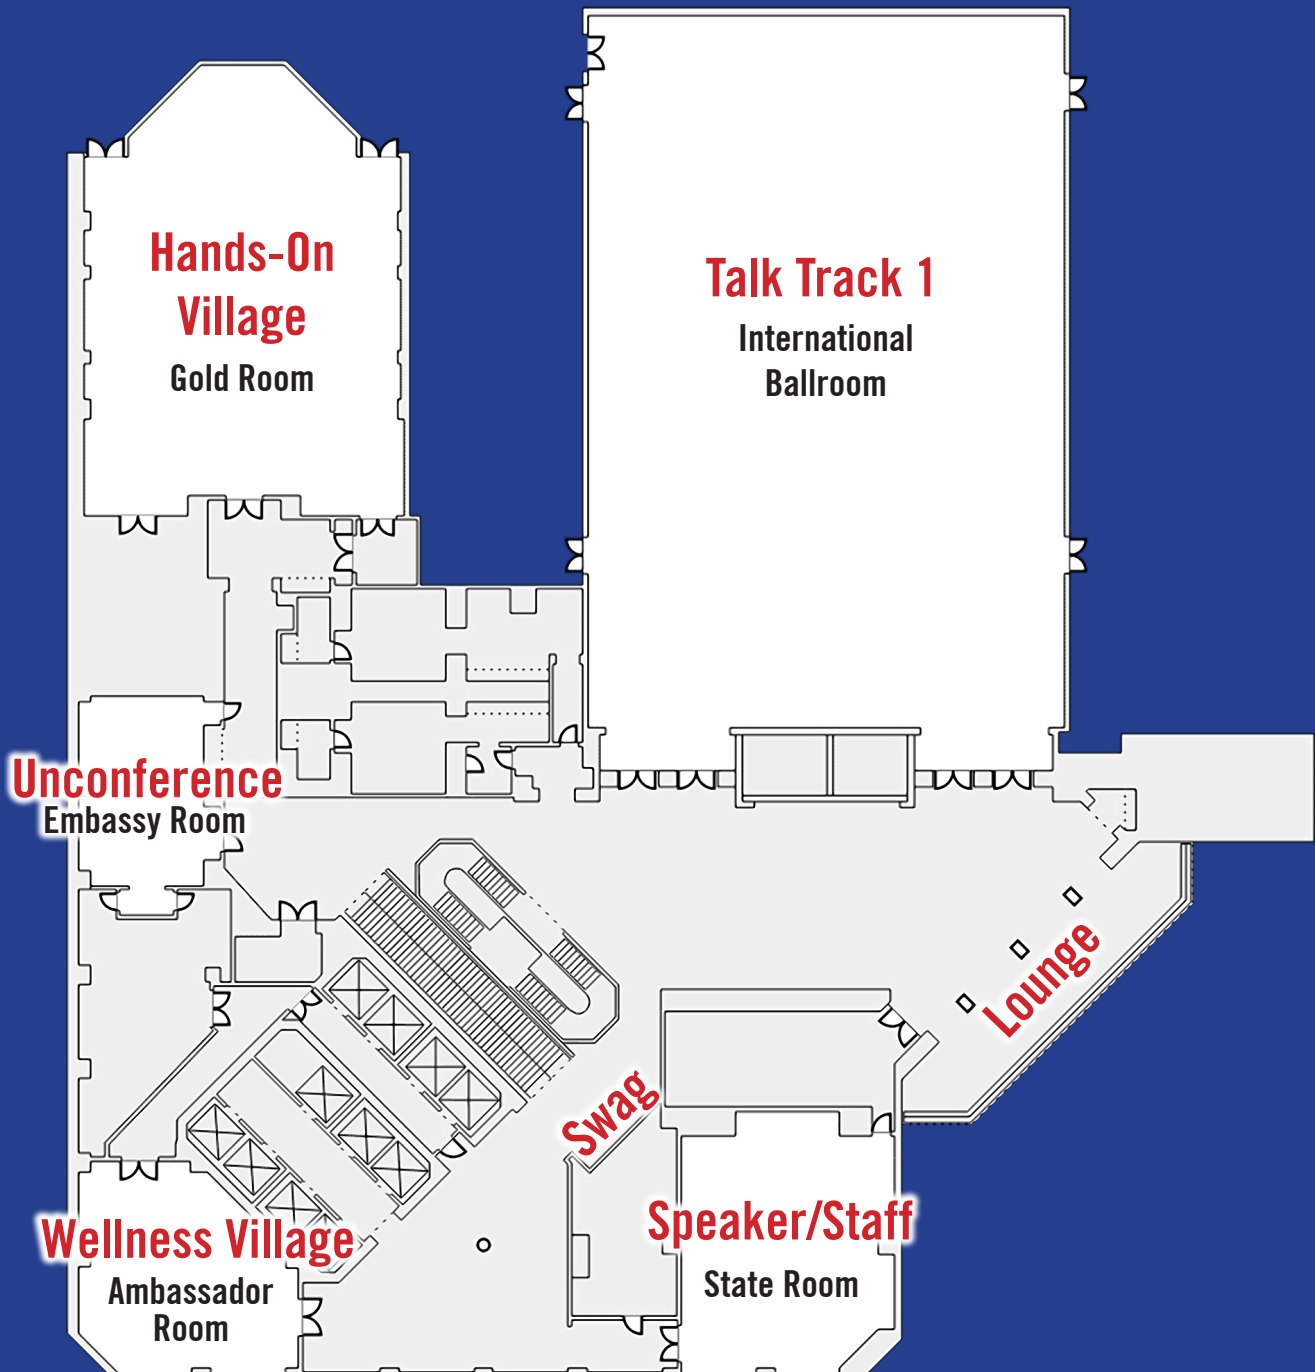 Hands-On
Village
Gold Room
Talk Track 1
International
Ballroom
Unconference
Embassy Room
Lounge
Swag
Wellness Village
Ambassador
Room
Speaker/Staff
State Room